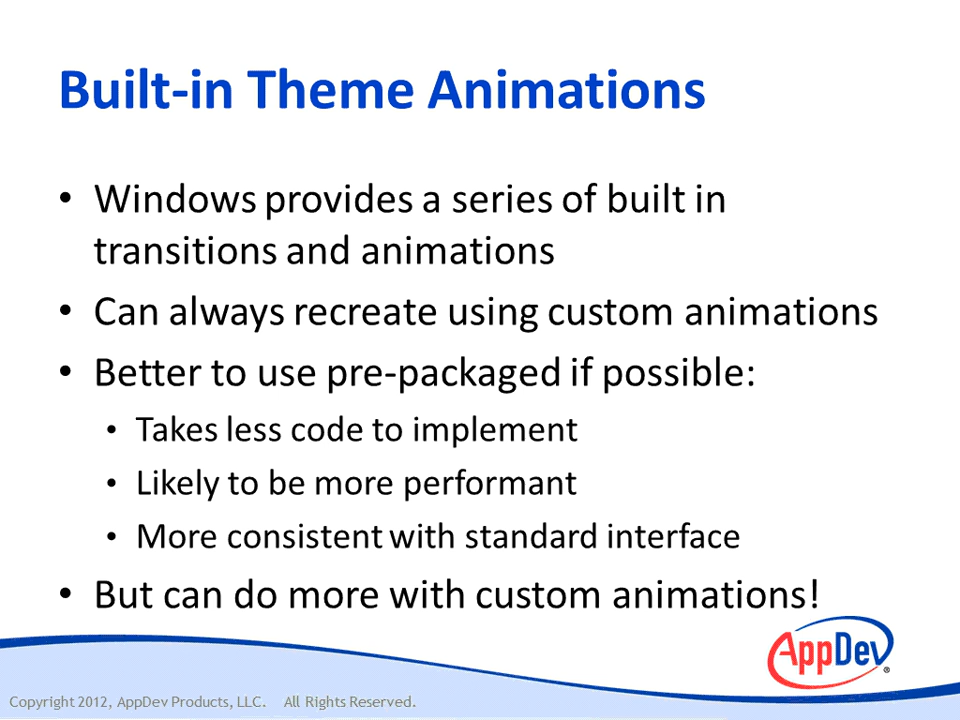 Built-in Theme Animations
• Windows provides a series of built in
transitions and animations
• Can always recreate using custom animations
• Better to use pre-packaged if possible:
• Takes less code to implement
• Likely to be more performant
• More consistent with standard interface
• But can do more with custom animations!
AppDev®
Copyright 2012, AppDev Products, LLC. All Rights Reserved.